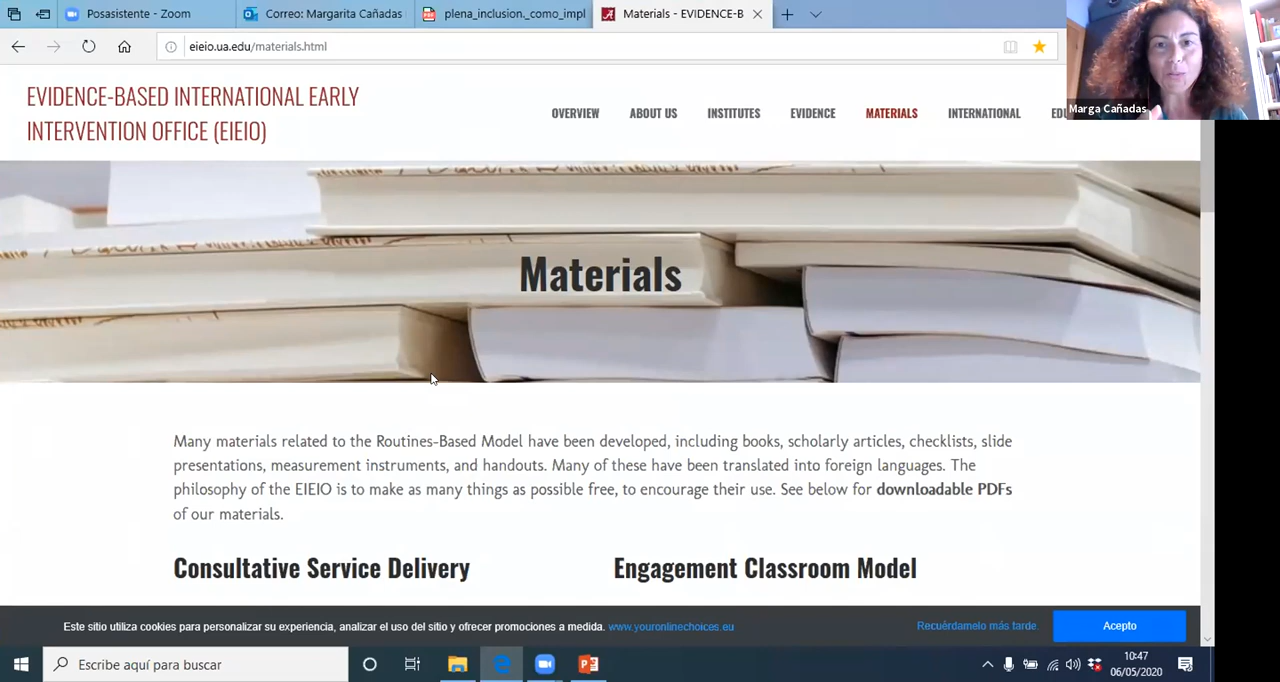 Posasistente - Zoom
Correo: Margarita Cañadas
plena_inclusion._como_impl
Materials - EVIDENCE-B
eieio.ua.edu/materials.html
Marga Cañadas
EVIDENCE-BASED INTERNATIONAL EARLY
INTERVENTION OFFICE (EIEIO)
OVERVIEW ABOUT US INSTITUTES EVIDENCE MATERIALS INTERNATIONAL
Materials
Many materials related to the Routines-Based Model have been developed, including books, scholarly articles, checklists, slide
presentations, measurement instruments, and handouts. Many of these have been translated into foreign languages. The
philosophy of the EIEIO is to make as many things as possible free, to encourage their use. See below for downloadable PDFs
of our materials.
Consultative Service Delivery
Engagement Classroom Model
Este sitio utiliza cookies para personalizar su experiencia, analizar el uso del sitio y ofrecer promociones a medida. www.youronlinechoices.eu
Recuérdamelo más tarde.
Acepto
Escribe aquí para buscar
10:47
06/05/2020